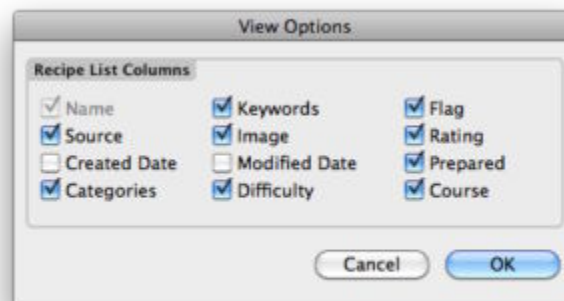 View Options
Recipe List Columns
Name Keywords Flag
Source Image Rating
Created Date Modified Date Prepared
Categories Difficulty Course
Cancel OK